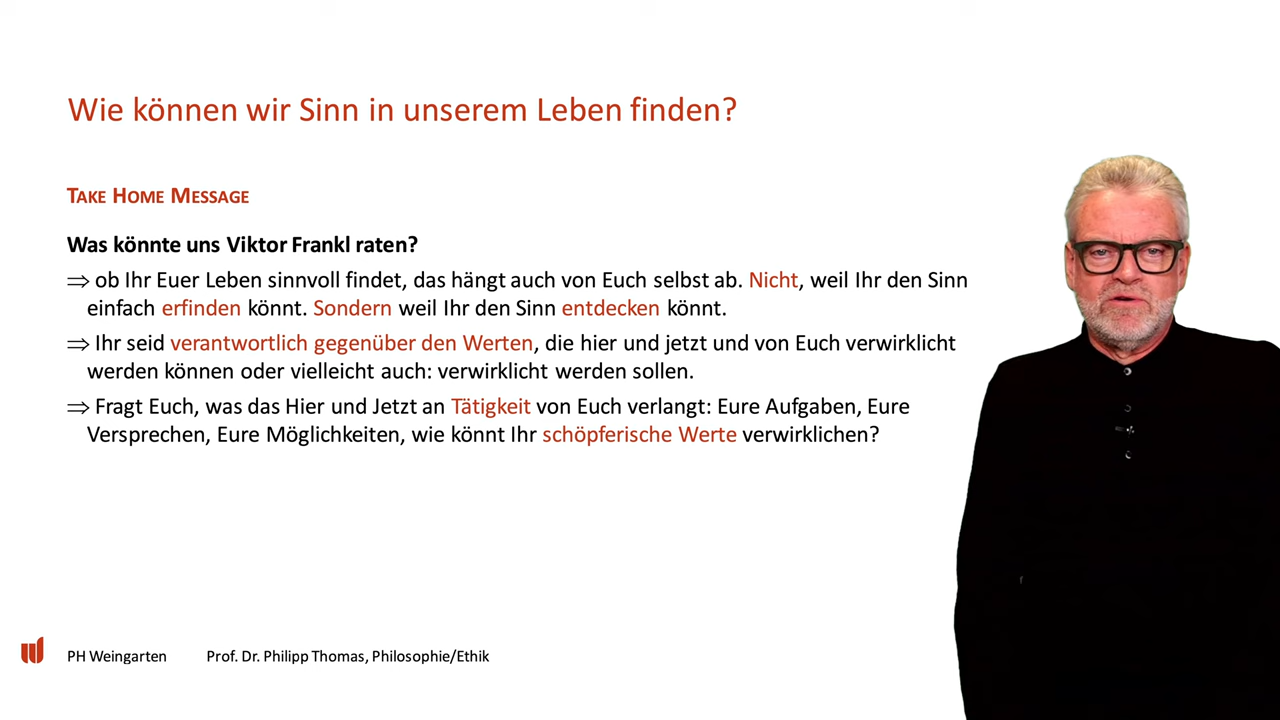 Wie können wir Sinn in unserem Leben finden?
Take Home Message
Was könnte uns Viktor Frankl raten?
⇒ ob Ihr Euer Leben sinnvoll findet, das hängt auch von Euch selbst ab. Nicht, weil Ihr den Sinn
einfach erfinden könnt. Sondern weil Ihr den Sinn entdecken könnt.
⇒ Ihr seid verantwortlich gegenüber den Werten, die hier und jetzt und von Euch verwirklicht
werden können oder vielleicht auch: verwirklicht werden sollen.
⇒ Fragt Euch, was das Hier und Jetzt an Tätigkeit von Euch verlangt: Eure Aufgaben, Eure
Versprechen, Eure Möglichkeiten, wie könnt Ihr schöpferische Werte verwirklichen?
PH Weingarten Prof. Dr. Philipp Thomas, Philosophie/Ethik